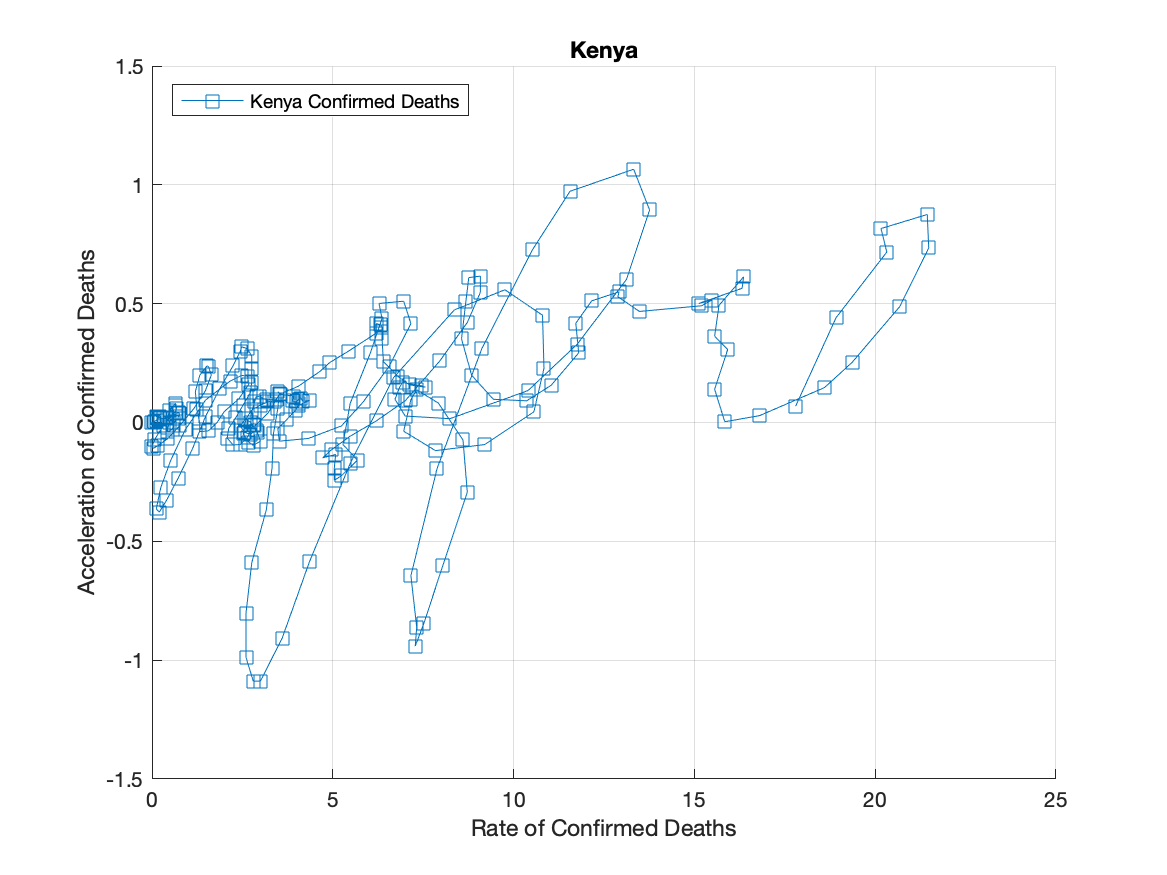 Kenya
Kenya Confirmed Deaths
1.5
1
0.5
0
-0.5
-1
-1.5
Acceleration of Confirmed Deaths
0 5 10 15 20 25
Rate of Confirmed Deaths